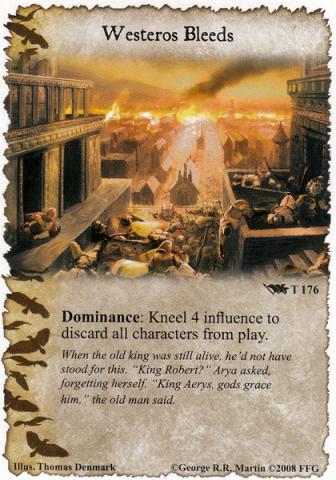 Westeros Bleeds
T 176
Dominance: Kneel 4 influence to
discard all characters from play.
When the old king was still alive, he'd not have
stood for this. "King Robert?" Arya asked,
forgetting herself. "King Aerys, gods grace
him," the old man said.
Illus. Thomas Denmark ©George R.R. Martin ©2008 FFG